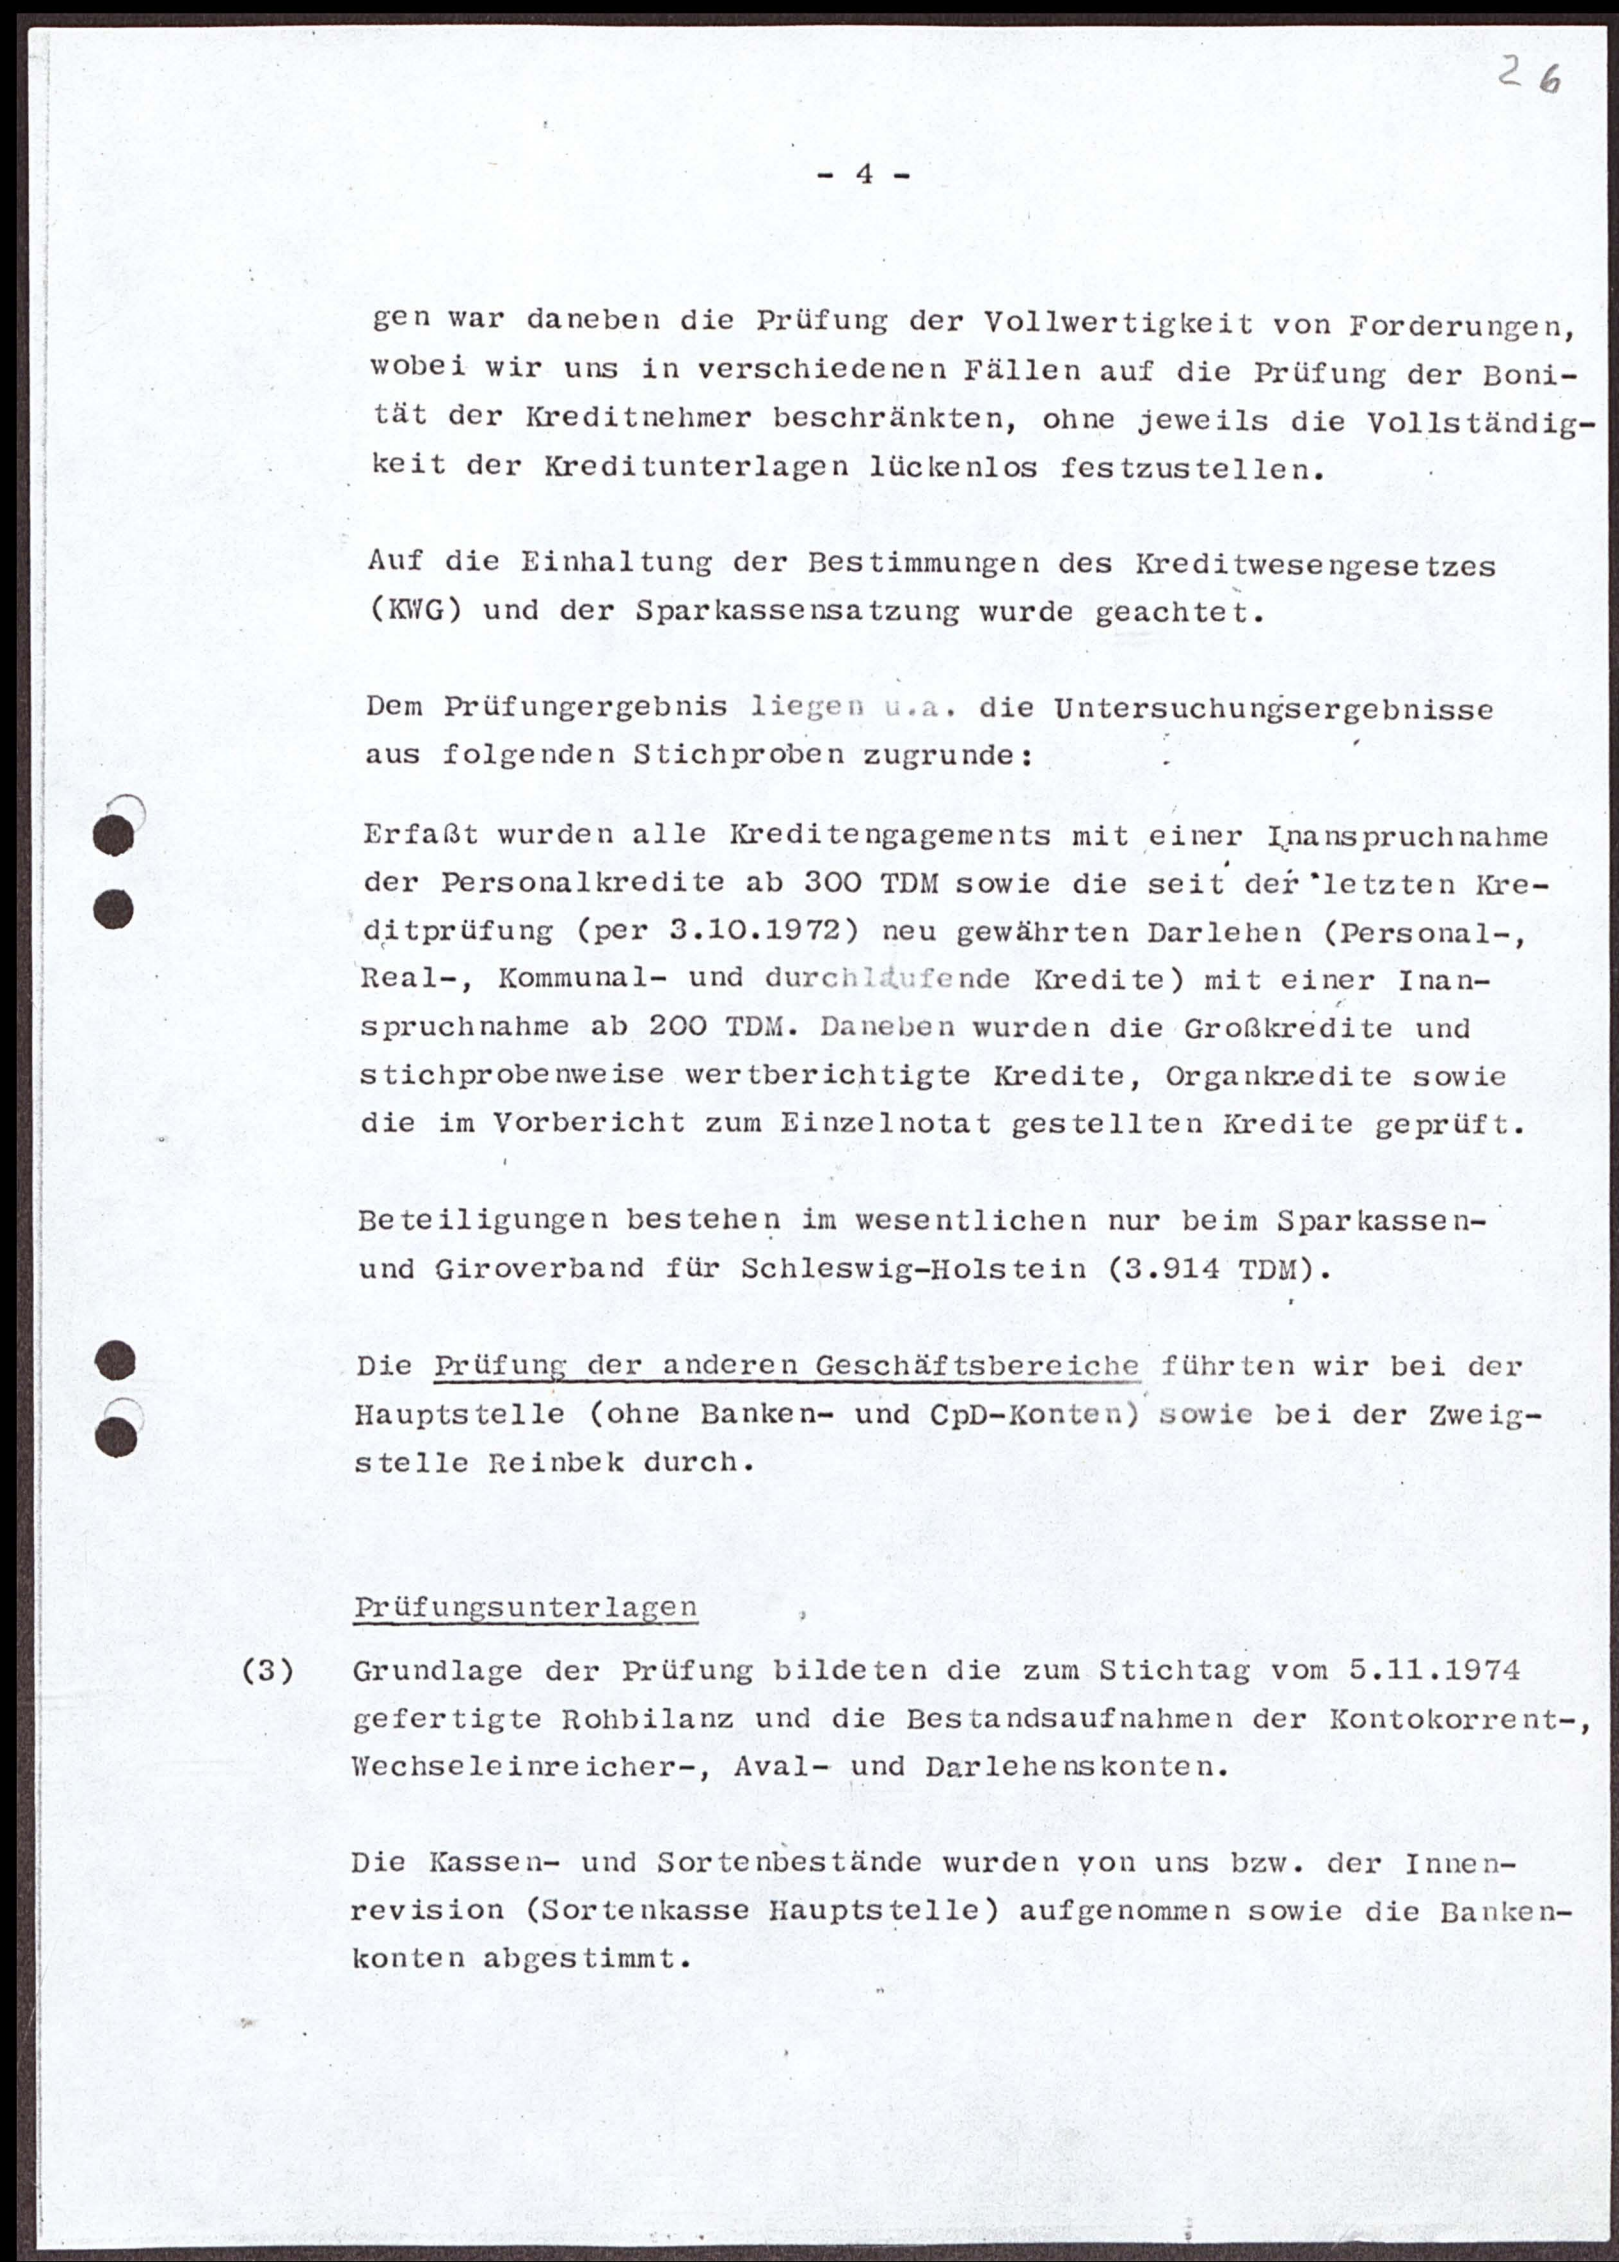 26
- 4 -
gen war daneben die Prüfung der Vollwertigkeit von Forderungen,
wobei wir uns in verschiedenen Fällen auf die Prüfung der Boni-
tät der Kreditnehmer beschränkten, ohne jeweils die Vollständig-
keit der Kreditunterlagen lückenlos festzustellen.
Auf die Einhaltung der Bestimmungen des Kreditwesengesetzes
(KWG) und der Sparkassensatzung wurde geachtet.
Dem Prüfungergebnis liegen u.a. die Untersuchungsergebnisse
aus folgenden Stichproben zugrunde:
Erfaßt wurden alle Kreditengagements mit einer Inanspruchnahme
der Personalkredite ab 300 TDM sowie die seit der letzten Kre-
ditprüfung (per 3.10.1972) neu gewährten Darlehen (Personal-,
Real-, Kommunal- und durchlaufende Kredite) mit einer Inan-
spruchnahme ab 200 TDM. Daneben wurden die Großkredite und
stichprobenweise wertberichtigte Kredite, Organkredite sowie
die im Vorbericht zum Einzelnotat gestellten Kredite geprüft.
Beteiligungen bestehen im wesentlichen nur beim Sparkassen-
und Giroverband für Schleswig-Holstein (3.914 TDM).
Die Prüfung der anderen Geschäftsbereiche führten wir bei der
Hauptstelle (ohne Banken- und CpD-Konten) sowie bei der Zweig-
stelle Reinbek durch.
Prüfungsunterlagen
(3) Grundlage der Prüfung bildeten die zum Stichtag vom 5.11.1974
gefertigte Rohbilanz und die Bestandsaufnahmen der Kontokorrent-,
Wechseleinreicher-, Aval- und Darlehenskonten.
Die Kassen- und Sortenbestände wurden von uns bzw. der Innen-
revision (Sortenkasse Hauptstelle) aufgenommen sowie die Banken-
konten abgestimmt.